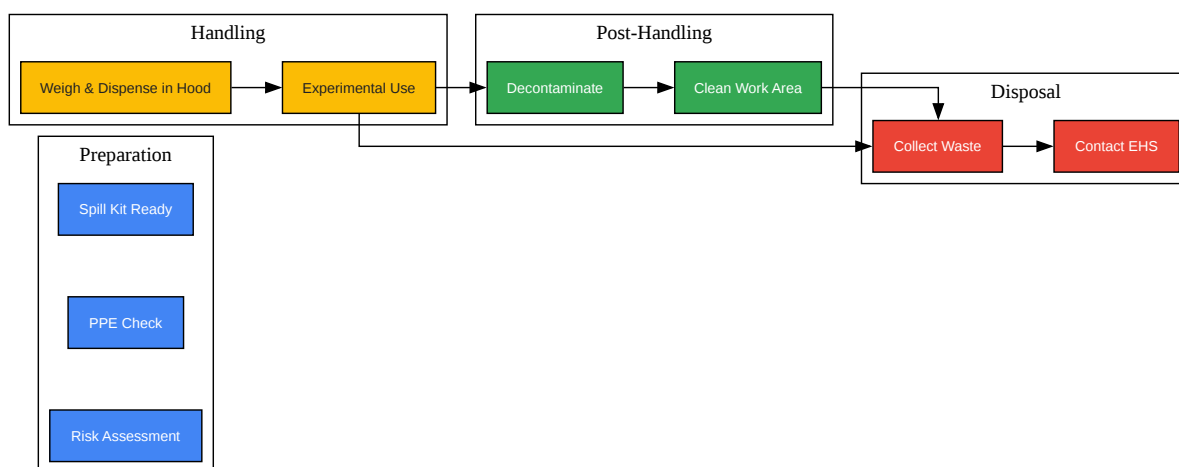 Handling
Weigh & Dispense in Hood
Experimental Use
Post-Handling
Decontaminate
Clean Work Area
Disposal
Collect Waste
Contact EHS
Preparation
Spill Kit Ready
PPE Check
Risk Assessment